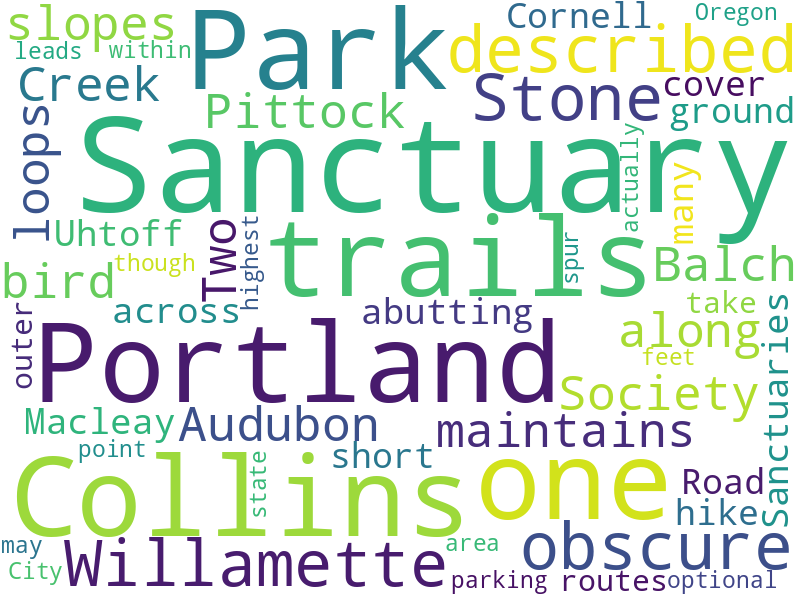 slopes
Park
Cornell
Oregon
leads
within
described
Creek
Pittock
Stone
cover
ground
loops
Sanctuary
actually
many
Uhtoff
Two
highest
trails
spur
Balch
bird
though
across
abutting
take
outer
Portland
along
feet
Sanctuaries
Society
Macleay
Audubon
maintains
point
short
state
Collins
one
Road
hike
may
City
Willamette
area
obscure
parking
routes
optional